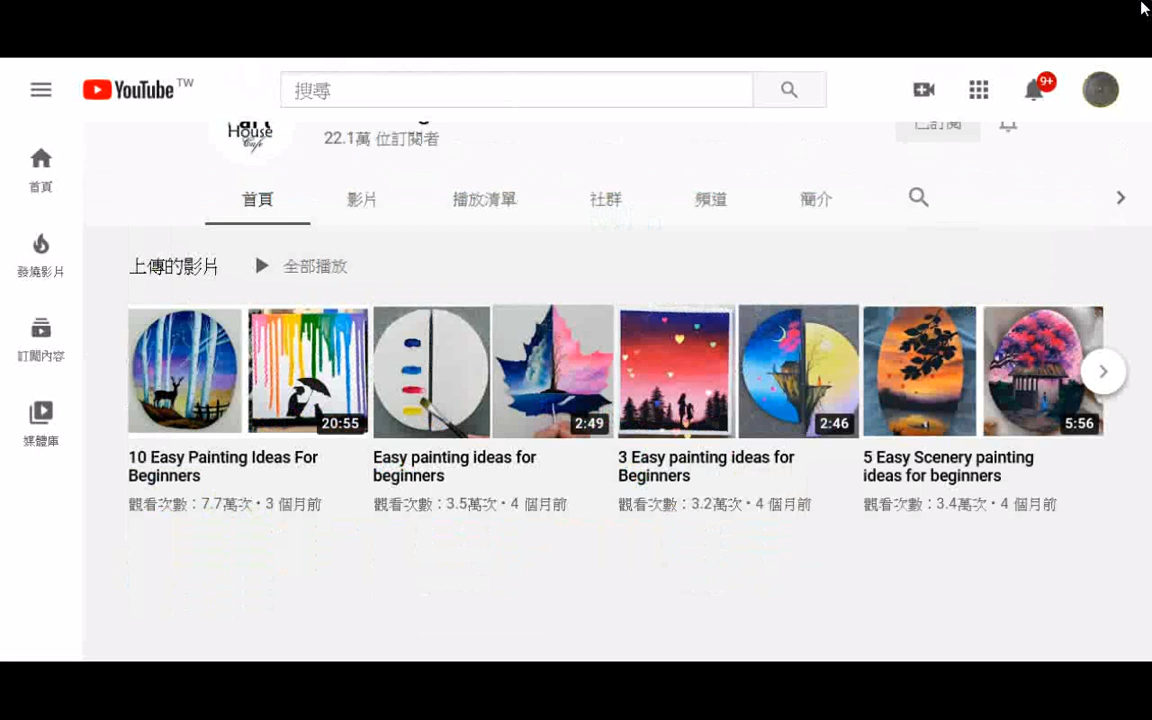 YouTube TW
搜尋
9+
House
Cafe
22.1萬 位訂閱者
已訂閱
首頁
影片
播放清單
社群
頻道
簡介
首頁
發燒影片
訂閱內容
媒體庫
上傳的影片
全部播放
20:55
2:49
2:46
5:56
10 Easy Painting Ideas For
Beginners
觀看次數：7.7萬次・3 個月前
Easy painting ideas for
beginners
觀看次數：3.5萬次・4 個月前
3 Easy painting ideas for
Beginners
觀看次數：3.2萬次・4 個月前
5 Easy Scenery painting
ideas for beginners
觀看次數：3.4萬次・4 個月前